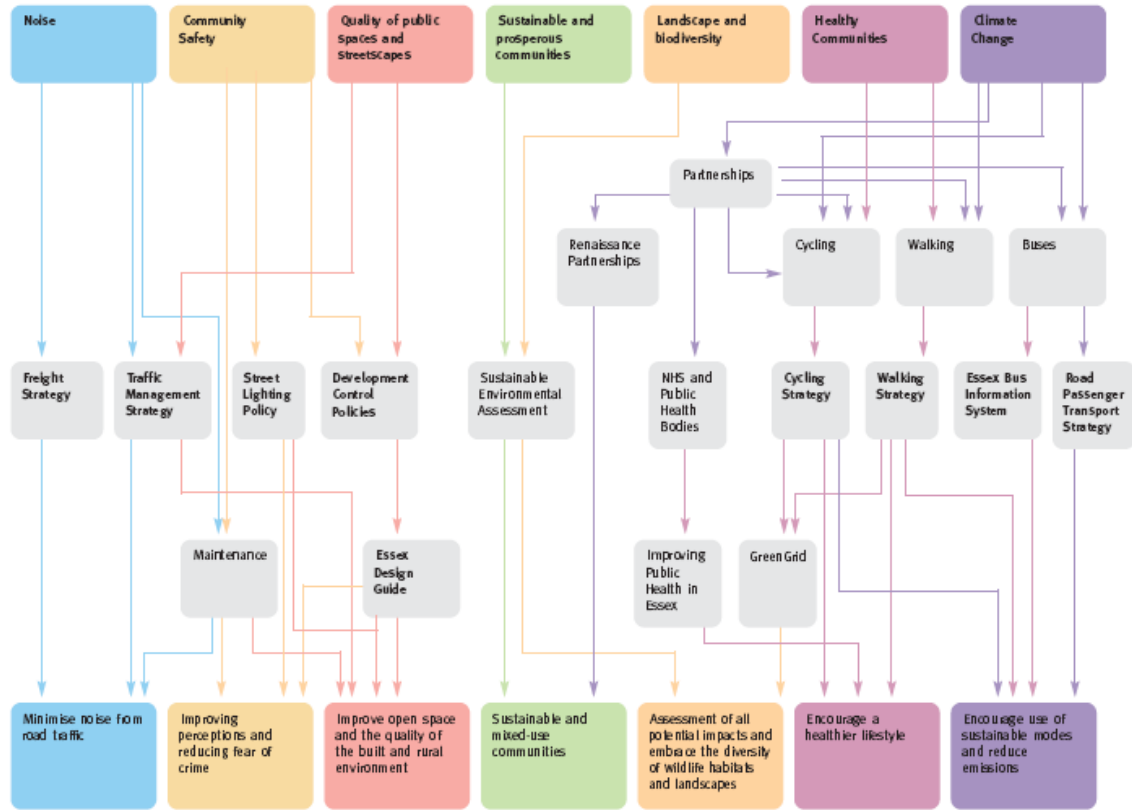 Noise
Community
Safety
Quality of public
spaces and
streetscapes
Sustainable and
prosperous
communities
Landscape and
biodiversity
Healthy
Communities
Climate
Change
Partnerships
Renaissance
Partnerships
Cycling
Walking
Buses
Freight
Strategy
Traffic
Management
Strategy
Street
Lighting
Policy
Development
Control
Policies
Sustainable
Environmental
Assessment
NHS and
Public
Health
Bodies
Cycling
Strategy
Walking
Strategy
Essex Bus
Information
System
Road
Passenger
Transport
Strategy
Maintenance
Essex
Design
Guide
Improving
Public
Health in
Essex
GreenGrid
Minimise noise from
road traffic
Improving
perceptions and
reducing fear of
crime
Improve open space
and the quality of
the built and rural
environment
Sustainable and
mixed-use
communities
Assessment of all
potential impacts and
embrace the diversity
of wildlife habitats
and landscapes
Encourage a
healthier lifestyle
Encourage use of
sustainable modes
and reduce
emissions